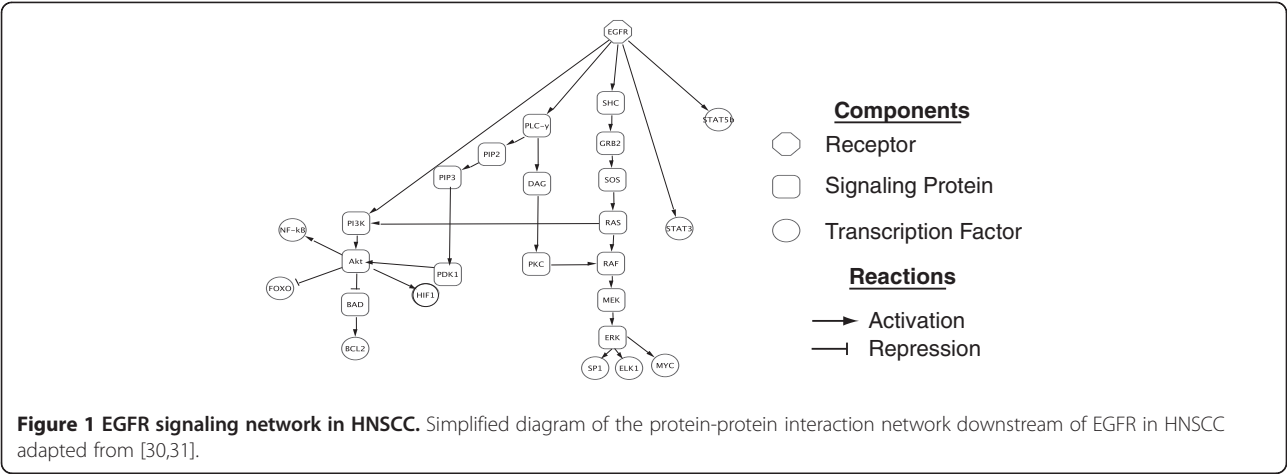 EGFR
SHC
STAT5b
PLC-γ
GRB2
PIP2
PIP3
DAG
SOS
PI3K
RAS
STAT3
NF-kB
Akt
PDK1
PKC
RAF
FOXO
HIF1
BAD
MEK
BCL2
ERK
SP1
ELK1
MYC
Components
Receptor
Signaling Protein
Transcription Factor
Reactions
Activation
Repression
Figure 1 EGFR signaling network in HNSCC. Simplified diagram of the protein-protein interaction network downstream of EGFR in HNSCC
adapted from [30,31].